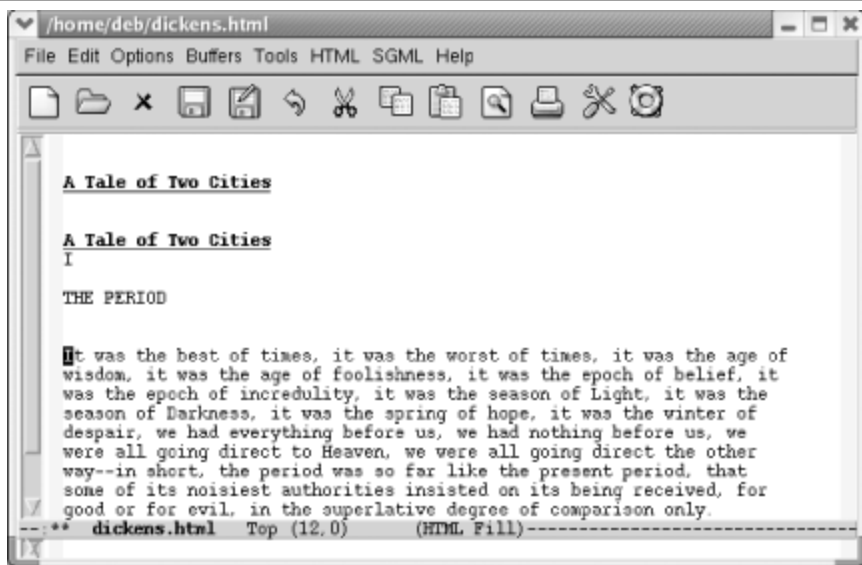 /home/deb/dickens.html
File Edit Options Buffers Tools HTML SGML Help
A Tale of Two Cities
A Tale of Two Cities
I
THE PERIOD
It was the best of times, it was the worst of times, it was the age of
wisdom, it was the age of foolishness, it was the epoch of belief, it
was the epoch of incredulity, it was the season of Light, it was the
season of Darkness, it was the spring of hope, it was the winter of
despair, we had everything before us, we had nothing before us, we
were all going direct to Heaven, we were all going direct the other
way--in short, the period was so far like the present period, that
some of its noisiest authorities insisted on its being received, for
good or for evil, in the superlative degree of comparison only.
--:** dickens.html Top (12,0) (HTML Fill)--------------------------------